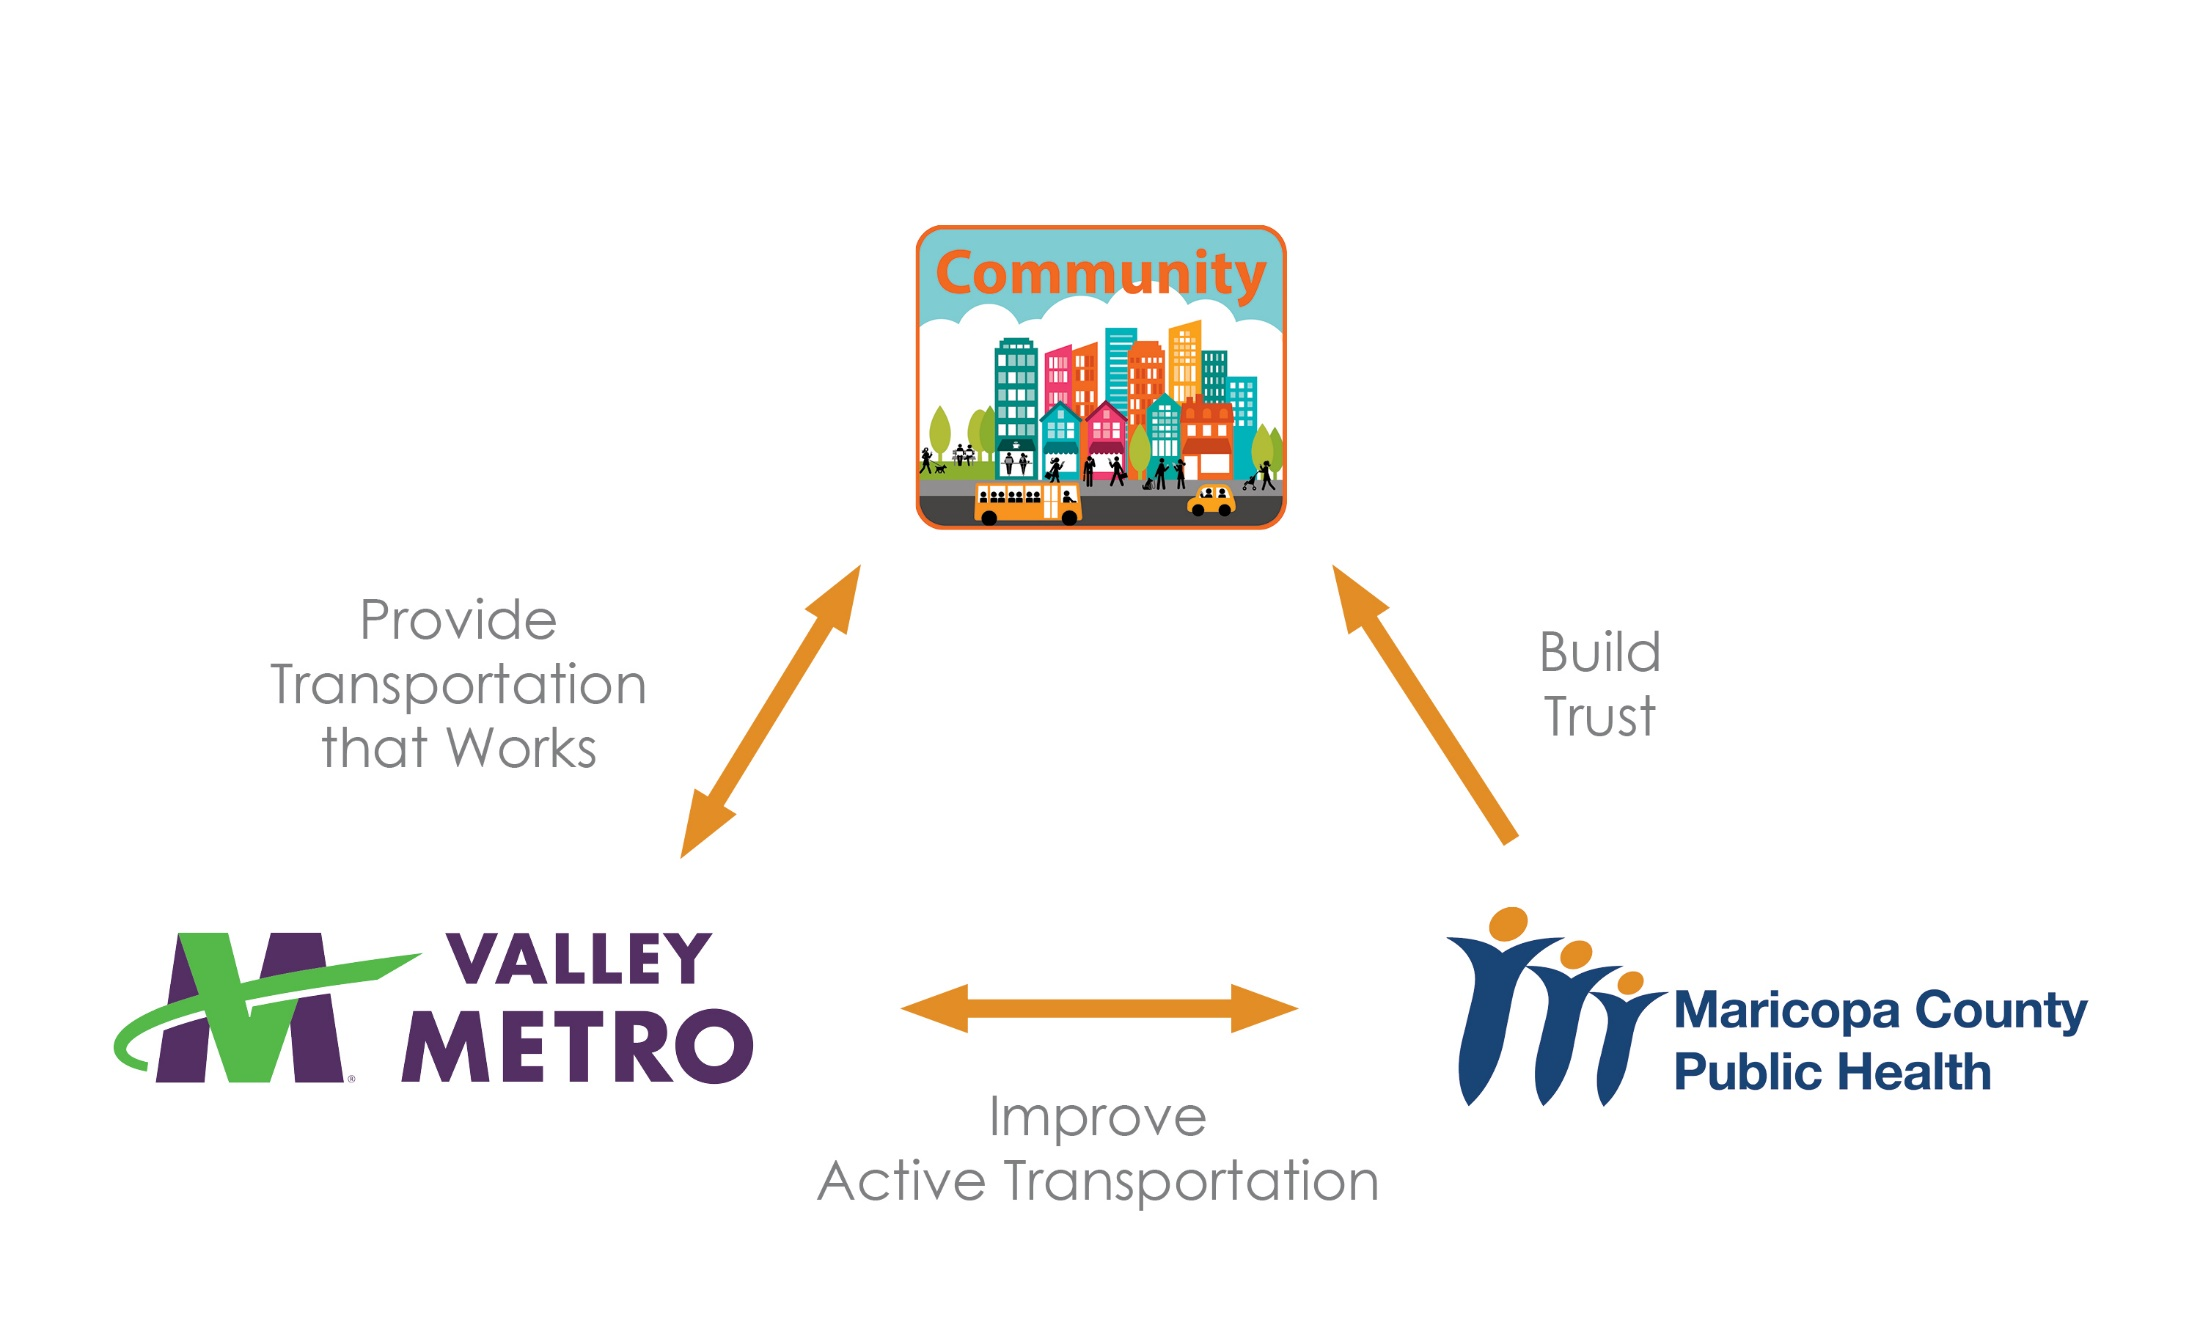 Community
Provide
Transportation
that Works
Build
Trust
VALLEY
METRO
®
Maricopa County
Public Health
Improve
Active Transportation